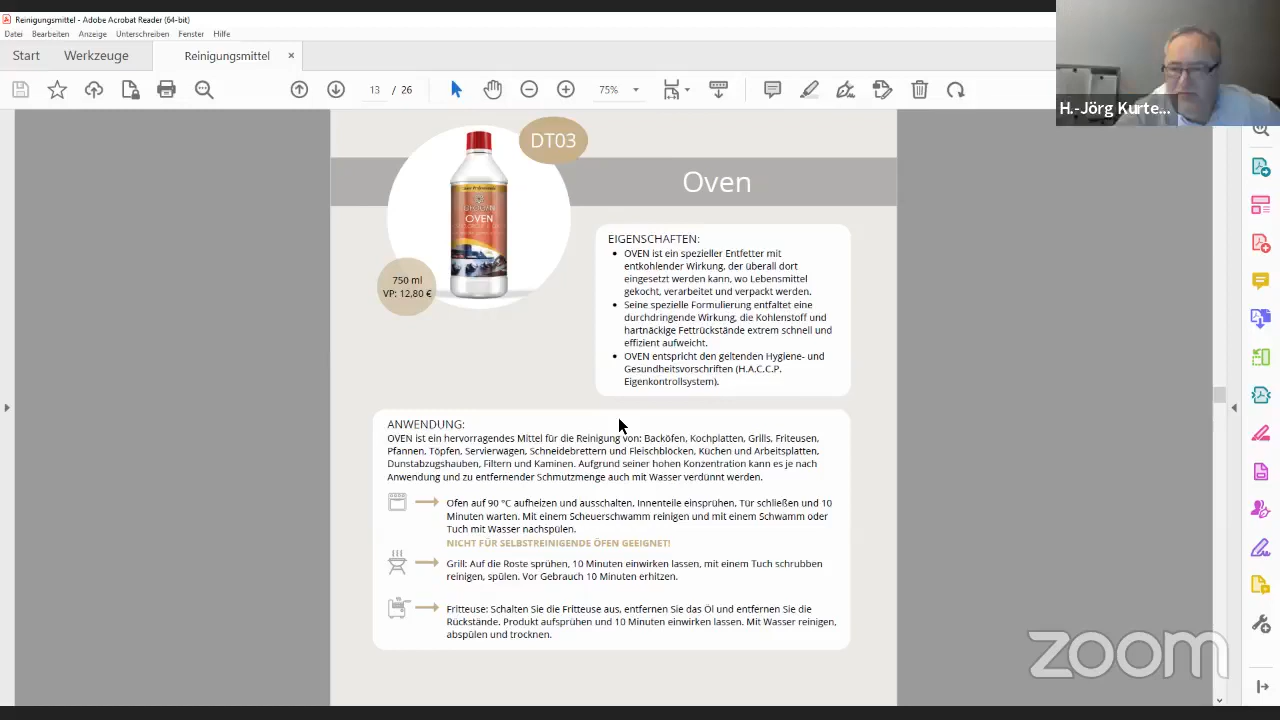 Reinigungsmittel - Adobe Acrobat Reader (64-bit)
Datei Bearbeiten Anzeige Unterschreiben Fenster Hilfe
Start Werkzeuge Reinigungsmittel ×
13 / 26 75%
H.-Jörg Kurte...
DT03
Oven
OVEN
750 ml
VP: 12,80 €
EIGENSCHAFTEN:
• OVEN ist ein spezieller Entfetter mit
entkohlender Wirkung, der überall dort
eingesetzt werden kann, wo Lebensmittel
gekocht, verarbeitet und verpackt werden.
• Seine spezielle Formulierung entfaltet eine
durchdringende Wirkung, die Kohlenstoff und
hartnäckige Fettrückstände extrem schnell und
effizient aufweicht.
• OVEN entspricht den geltenden Hygiene- und
Gesundheitsvorschriften (H.A.C.C.P.
Eigenkontrollsystem).
ANWENDUNG:
OVEN ist ein hervorragendes Mittel für die Reinigung von: Backöfen, Kochplatten, Grills, Friteusen,
Pfannen, Töpfen, Servierwagen, Schneidebrettern und Fleischblöcken, Küchen und Arbeitsplatten,
Dunstabzugshauben, Filtern und Kaminen. Aufgrund seiner hohen Konzentration kann es je nach
Anwendung und zu entfernender Schmutzmenge auch mit Wasser verdünnt werden.
Ofen auf 90 °C aufheizen und ausschalten, Innenteile einsprühen, Tür schließen und 10
Minuten warten. Mit einem Scheuerschwamm reinigen und mit einem Schwamm oder
Tuch mit Wasser nachspülen.
NICHT FÜR SELBSTREINIGENDE ÖFEN GEEIGNET!
Grill: Auf die Roste sprühen, 10 Minuten einwirken lassen, mit einem Tuch schrubben
reinigen, spülen. Vor Gebrauch 10 Minuten erhitzen.
Fritteuse: Schalten Sie die Fritteuse aus, entfernen Sie das Öl und entfernen Sie die
Rückstände. Produkt aufsprühen und 10 Minuten einwirken lassen. Mit Wasser reinigen,
abspülen und trocknen.
zoom